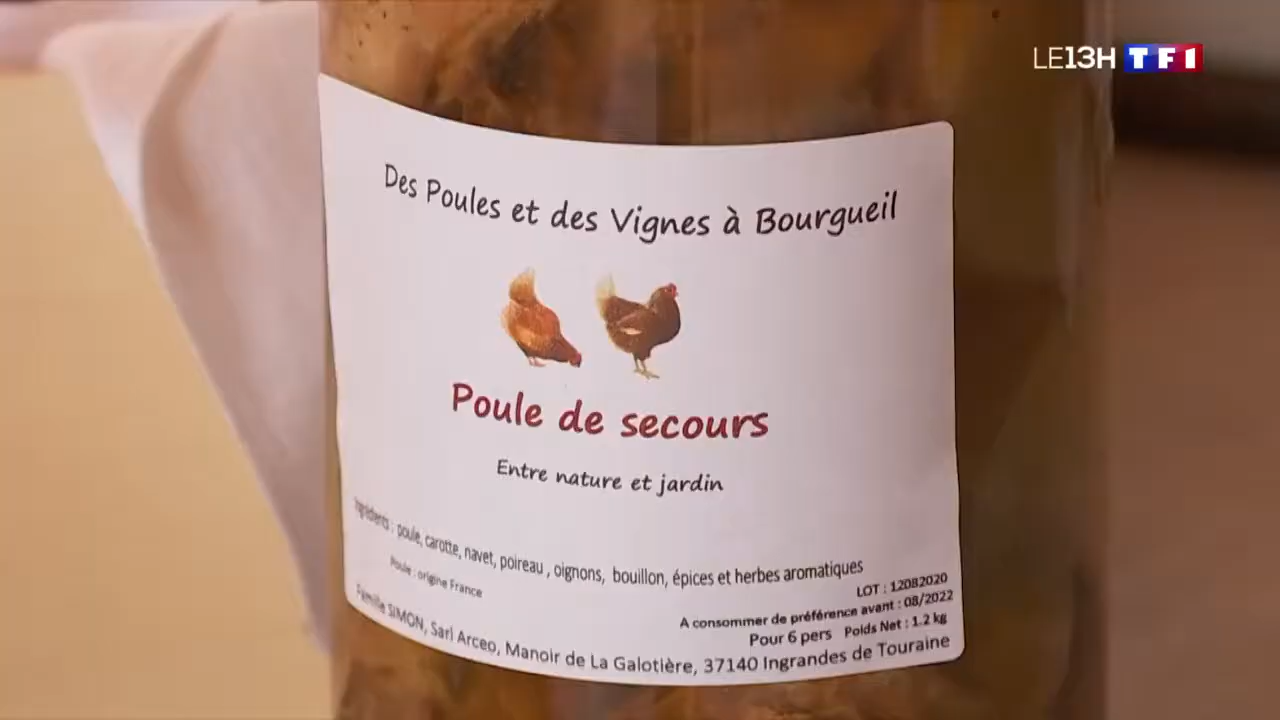 LE13H TF1
Des Poules et des Vignes à Bourgueil
Poule de secours
Entre nature et jardin
Ingrédients : poule, carotte, navet, poireau , oignons, bouillon, épices et herbes aromatiques
Poule : origine France
LOT : 12082020
A consommer de préférence avant : 08/2022
Pour 6 pers Poids Net : 1.2 kg
Famille SIMON, Sarl Arceo, Manoir de La Galotière, 37140 Ingrandes de Touraine